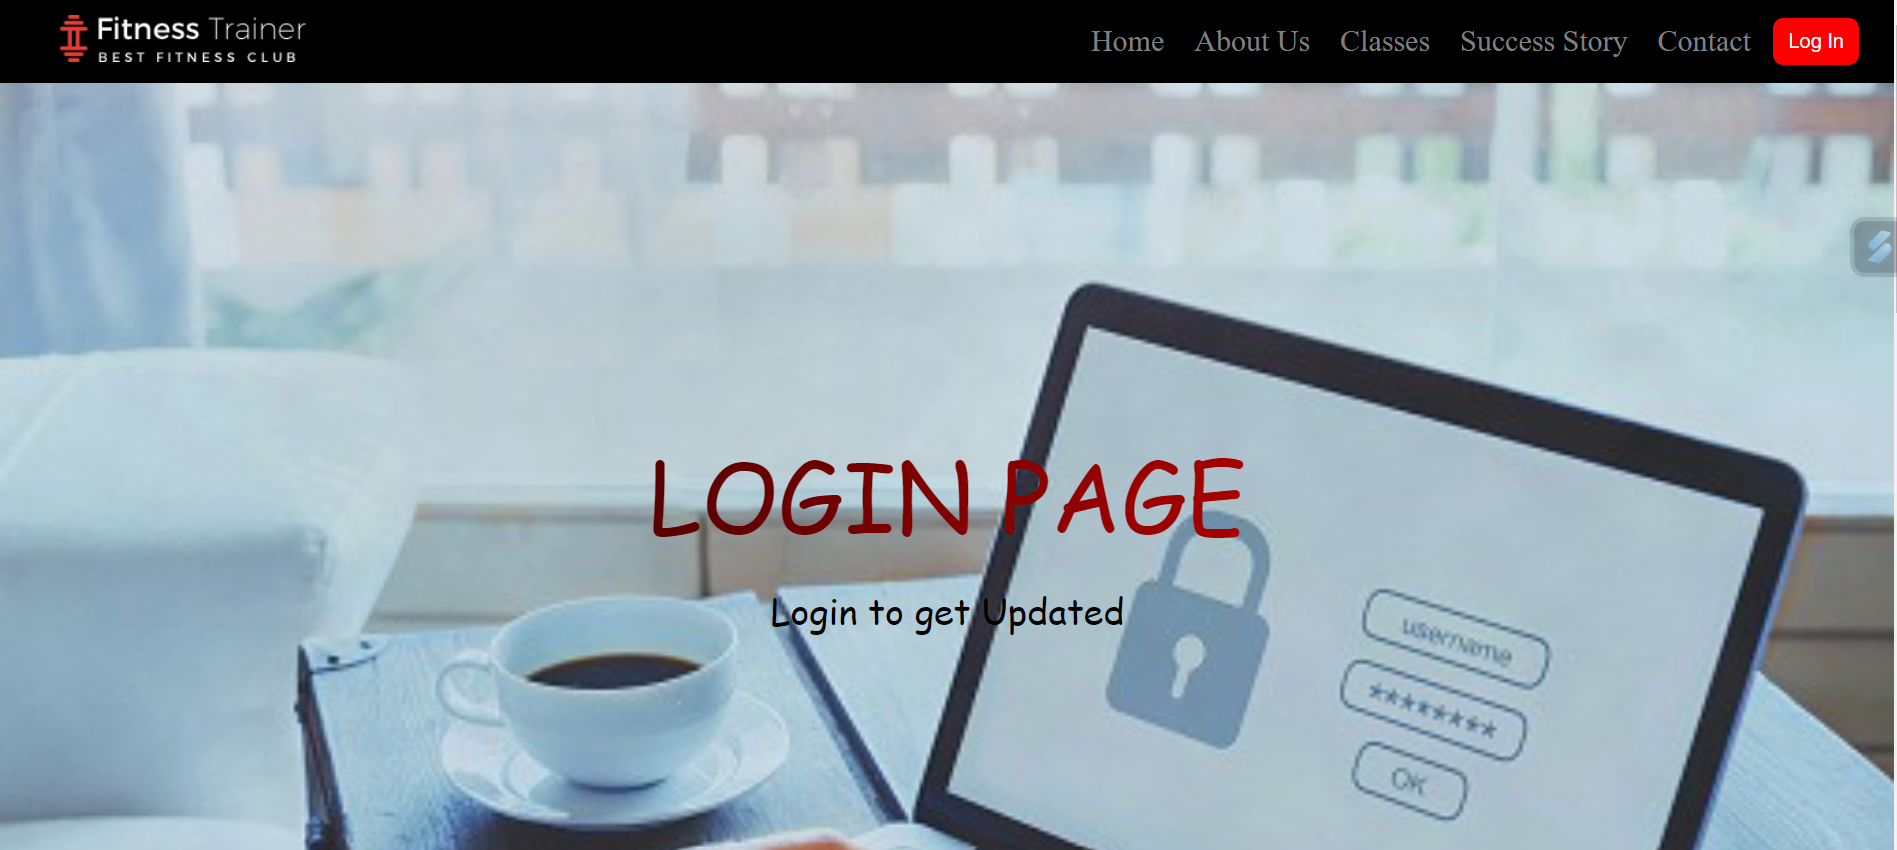 Fitness Trainer
BEST FITNESS CLUB
Home About Us Classes Success Story Contact Log In
LOGIN PAGE
Login to get Updated
username
********
OK